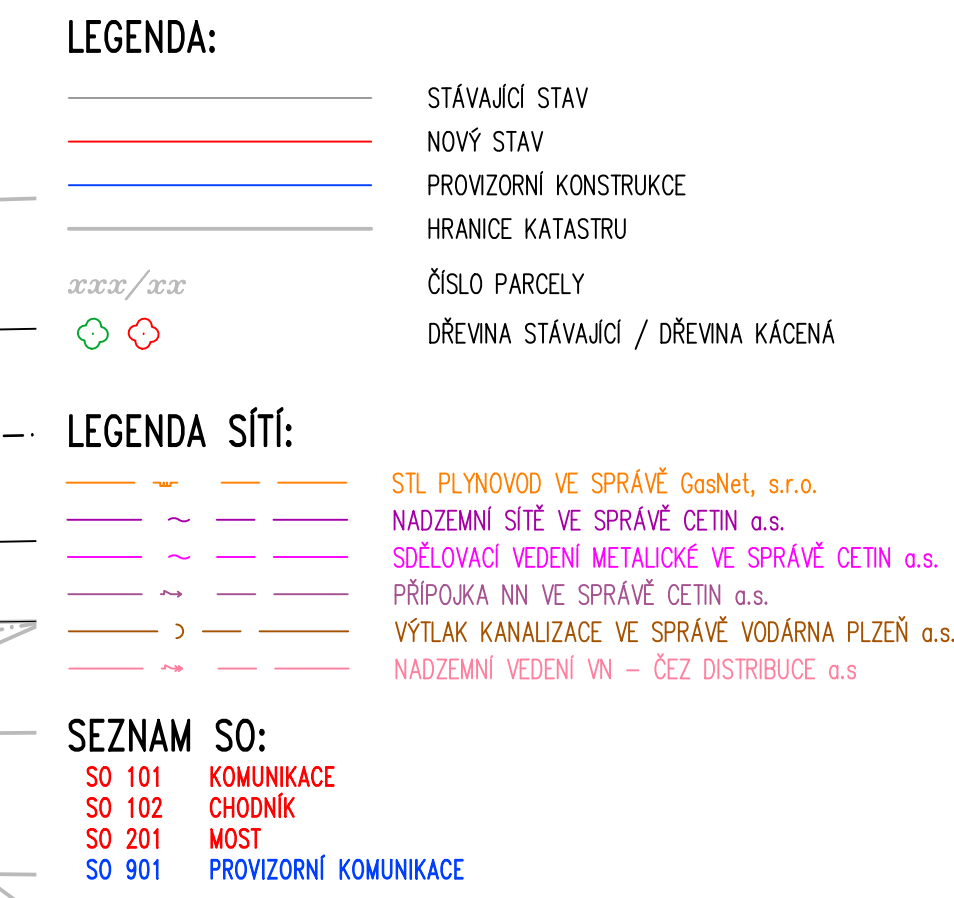 LEGENDA:
STÁVAJÍCÍ STAV
NOVÝ STAV
PROVIZORNÍ KONSTRUKCE
HRANICE KATASTRU
xxx/xx ČÍSLO PARCELY
DŘEVINA STÁVAJÍCÍ / DŘEVINA KÁCENÁ
LEGENDA SÍTÍ:
STL PLYNOVOD VE SPRÁVĚ GasNet, s.r.o.
NADZEMNÍ SÍTĚ VE SPRÁVĚ CETIN a.s.
SDĚLOVACÍ VEDENÍ METALICKÉ VE SPRÁVĚ CETIN a.s.
PŘÍPOJKA NN VE SPRÁVĚ CETIN a.s.
VÝTLAK KANALIZACE VE SPRÁVĚ VODÁRNA PLZEŇ a.s.
NADZEMNÍ VEDENÍ VN – ČEZ DISTRIBUCE a.s
SEZNAM SO:
SO 101 KOMUNIKACE
SO 102 CHODNÍK
SO 201 MOST
SO 901 PROVIZORNÍ KOMUNIKACE